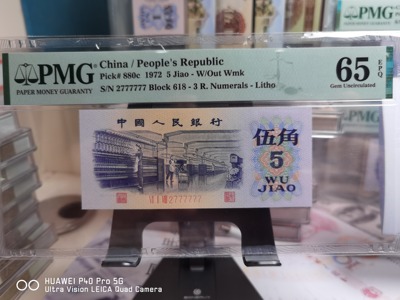 PMG
PAPER MONEY GUARANTY
China / People's Republic
Pick# 880c 1972 5 Jiao - W/Out Wmk
S/N 2777777 Block 618 - 3 R. Numerals - Litho
65 EPQ
Gem Uncirculated
PMG
中国人民银行
伍角
5
WU
JIAO
2777777
HUAWEI P40 Pro 5G
Ultra Vision LEICA Quad Camera